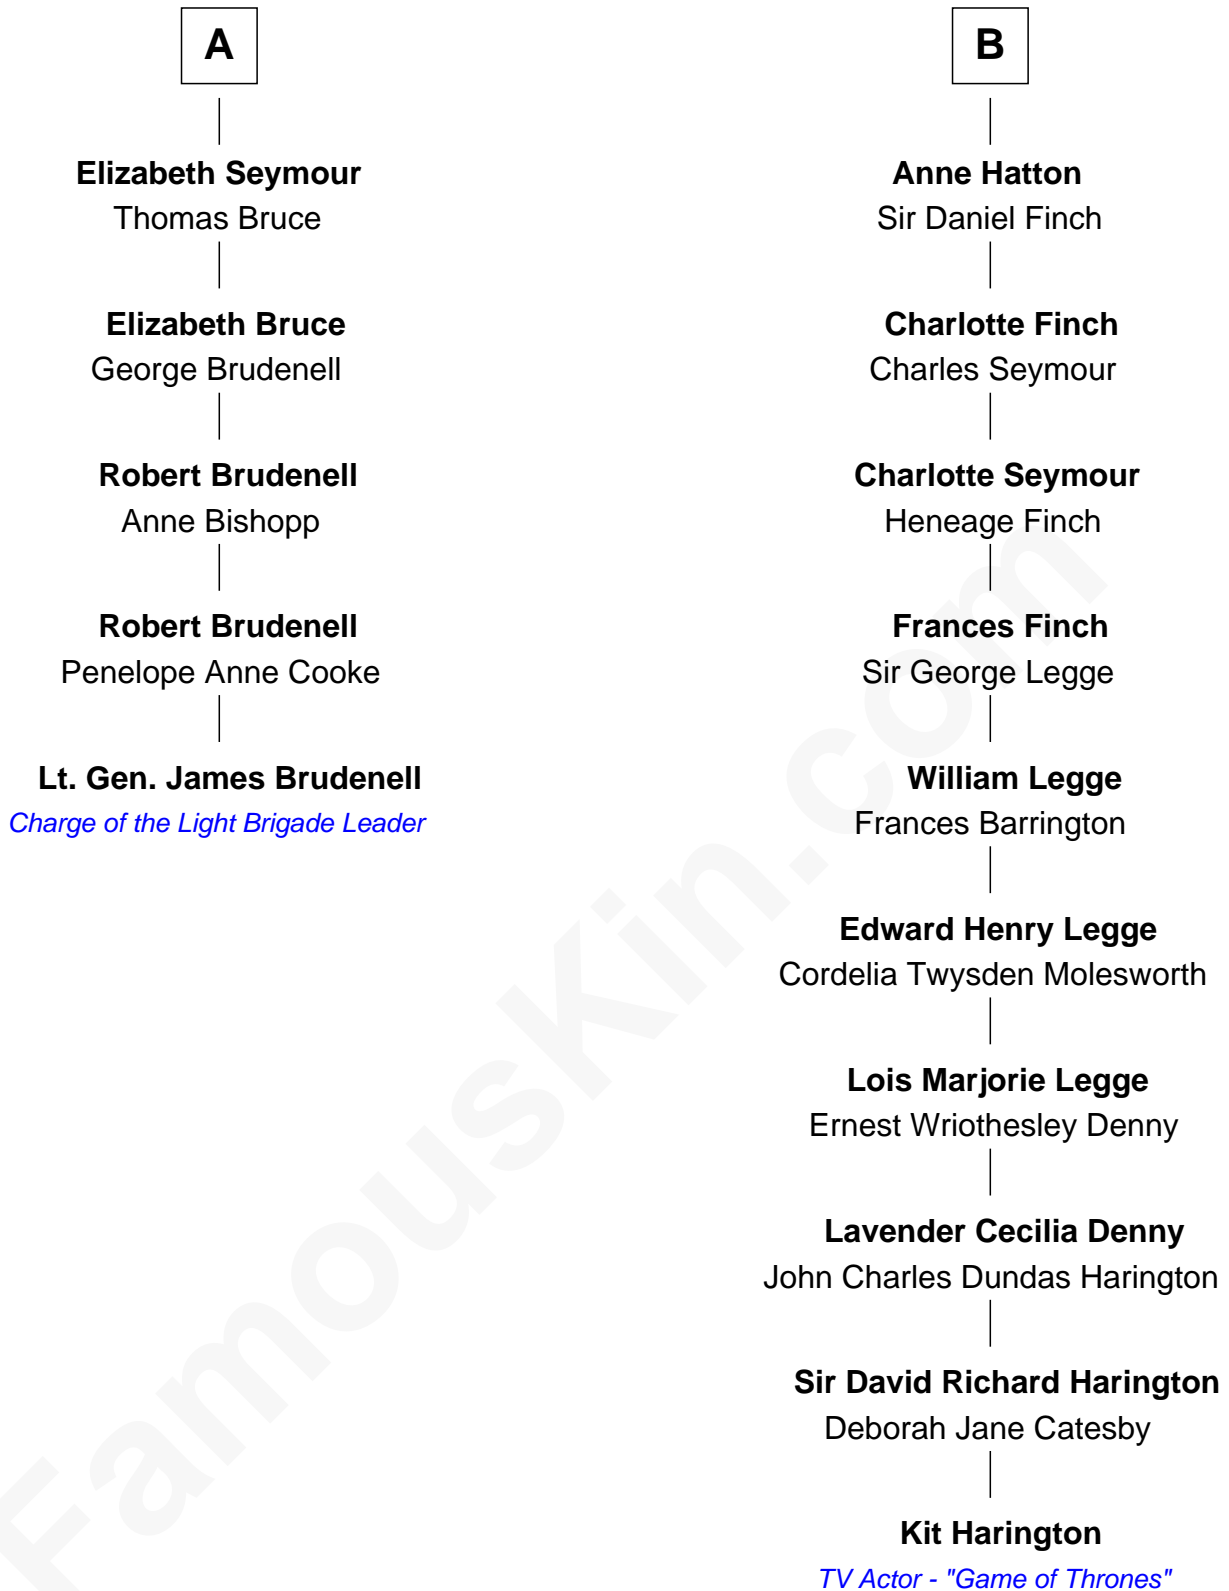 A
Elizabeth Seymour
Thomas Bruce
Elizabeth Bruce
George Brudenell
Robert Brudenell
Anne Bishopp
Robert Brudenell
Penelope Anne Cooke
Lt. Gen. James Brudenell
Charge of the Light Brigade Leader
B
Anne Hatton
Sir Daniel Finch
Charlotte Finch
Charles Seymour
Charlotte Seymour
Heneage Finch
Frances Finch
Sir George Legge
William Legge
Frances Barrington
Edward Henry Legge
Cordelia Twysden Molesworth
Lois Marjorie Legge
Ernest Wriothesley Denny
Lavender Cecilia Denny
John Charles Dundas Harington
Sir David Richard Harington
Deborah Jane Catesby
Kit Harington
TV Actor - "Game of Thrones"
FamousKin.com